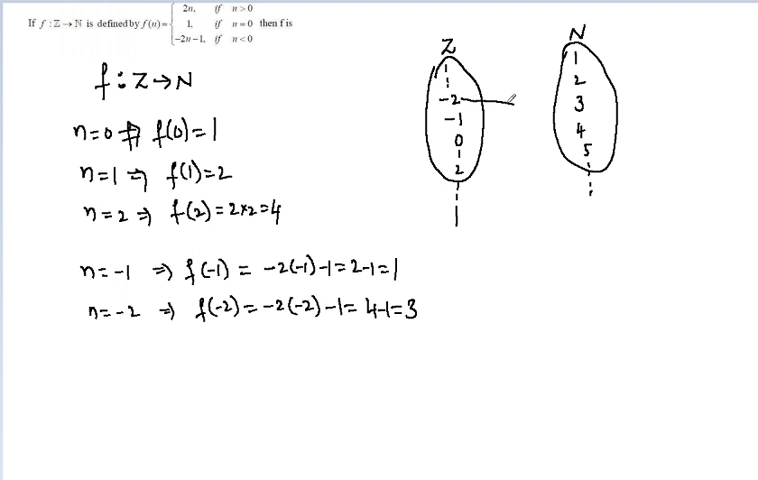 If f : Z → N is defined by f(n) = { 2n, if n > 0
1, if n = 0 then f is
-2n-1, if n < 0
f : Z → N
n=0 ⇒ f(0)=1
n=1 ⇒ f(1)=2
n=2 ⇒ f(2)=2×2=4
n=-1 ⇒ f(-1) = -2(-1)-1=2-1=1
n=-2 ⇒ f(-2)=-2(-2)-1=4-1=3
Z
-2
-1
0
1
2
N
1
2
3
4
5